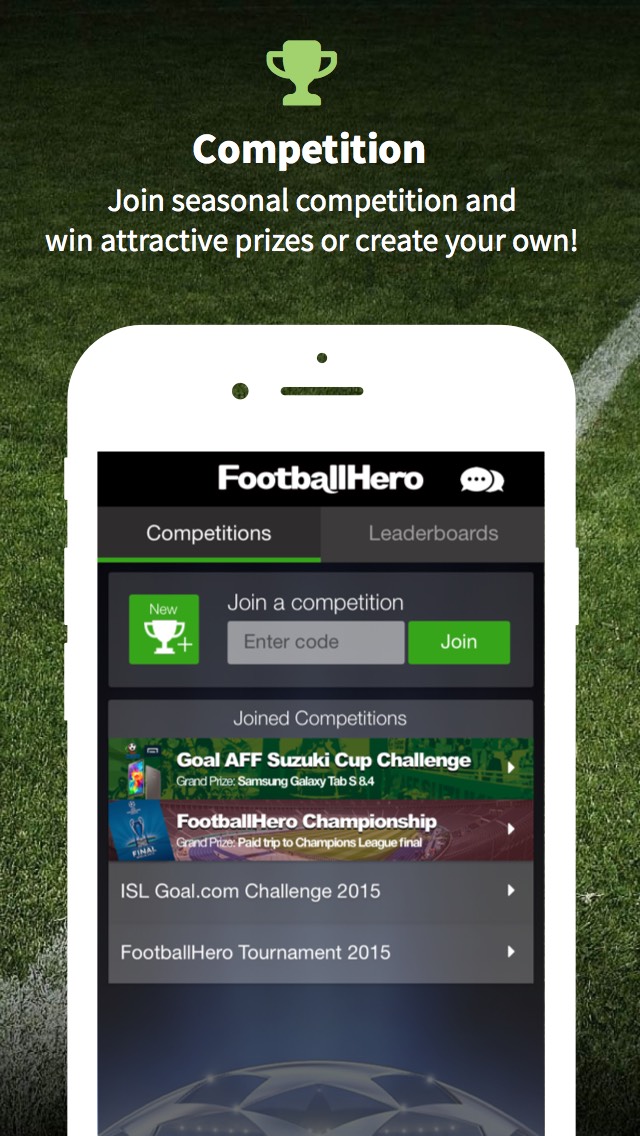 Competition
Join seasonal competition and
win attractive prizes or create your own!
FootballHero
Competitions
Leaderboards
New
Join a competition
Enter code
Join
Joined Competitions
Goal AFF Suzuki Cup Challenge
Grand Prize: Samsung Galaxy Tab S 8.4
FootballHero Championship
Grand Prize: Paid trip to Champions League final
FINAL
ISL Goal.com Challenge 2015
FootballHero Tournament 2015